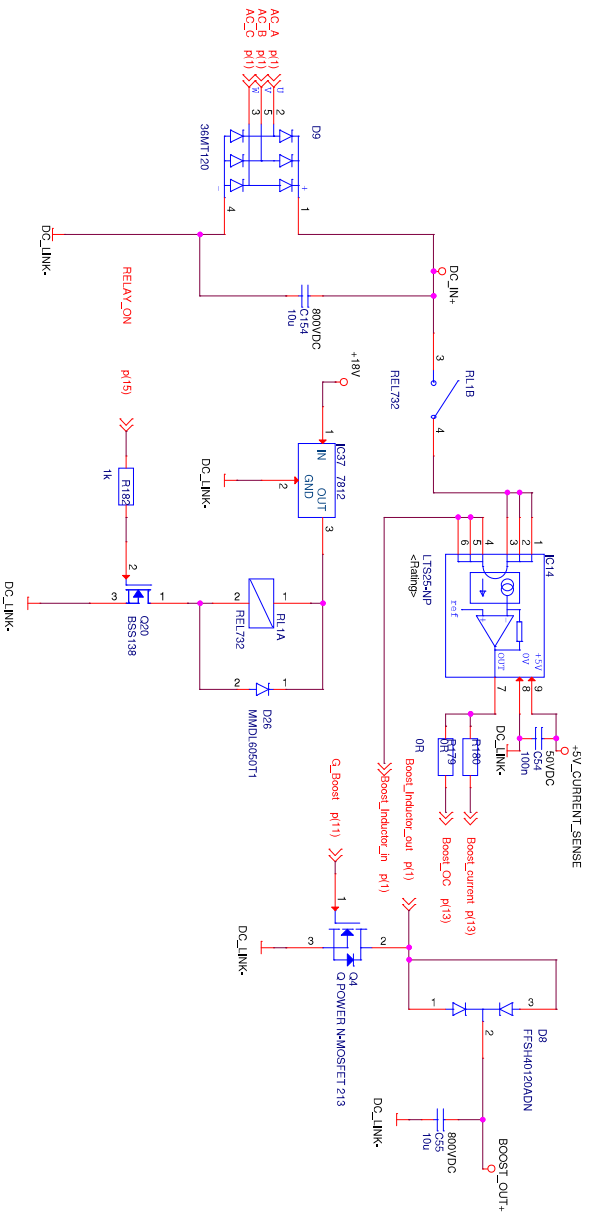 AC_A p(1)
AC_B p(1)
AC_C p(1)
U
V
W
2
5
3
D9
36MT120
+
-
1
4
DC_LINK-
DC_IN+
800VDC
C154
10u
3
4
RL1B
REL732
RELAY_ON p(15)
R182
1k
2
3
1
Q20
BSS138
DC_LINK-
+18V
1
IC37 7812
IN
OUT
GND
2
3
DC_LINK-
2
1
RL1A
REL732
2
1
D26
MMDL6050T1
IC14
LTS25-NP
<Rating>
1
2
3
4
5
6
ref
+
-
+5V
0V
OUT
9
8
7
+5V_CURRENT_SENSE
50VDC
C54
100n
DC_LINK-
R180
0R
R179
0R
Boost_current p(13)
Boost_OC p(13)
Boost_Inductor_out p(1)
Boost_Inductor_in p(1)
G_Boost p(11)
1
2
3
Q4
Q POWER N-MOSFET 213
DC_LINK-
1
3
2
D8
FFSH40120ADN
BOOST_OUT+
800VDC
C55
10u
DC_LINK-